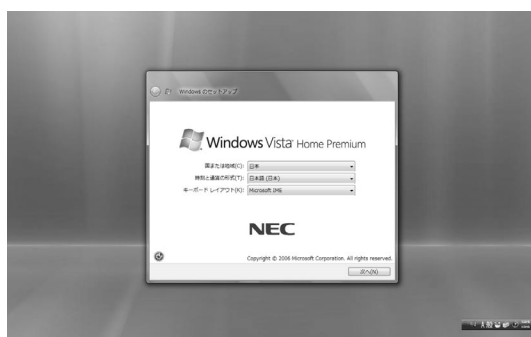 Windows のセットアップ
Windows Vista Home Premium
国または地域(C): 日本
時刻と通貨の形式(T): 日本語 (日本)
キーボード レイアウト(K): Microsoft IME
NEC
Copyright © 2006 Microsoft Corporation. All rights reserved.
次へ(N)
A 般